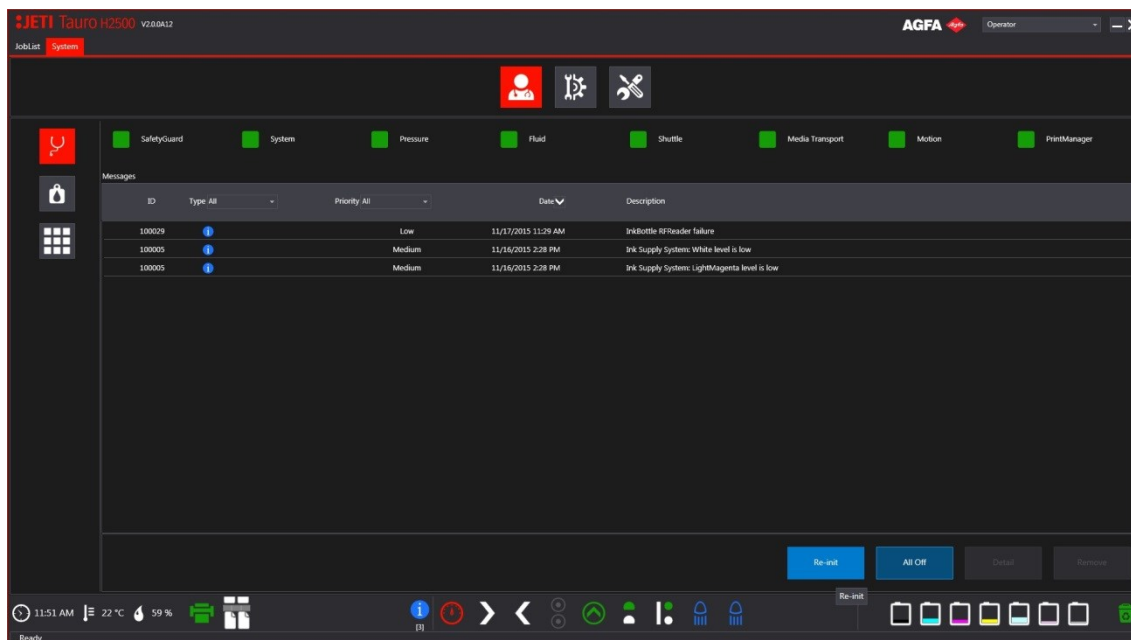 JETI Tauro H2500 V2.0.0A12
AGFA
Operator
JobList System
SafetyGuard System Pressure Fluid Shuttle Media Transport Motion PrintManager
Messages
ID Type All Priority All Date Description
100029 Low 11/17/2015 11:29 AM InkBottle RFReader failure
100005 Medium 11/16/2015 2:28 PM Ink Supply System: White level is low
100005 Medium 11/16/2015 2:28 PM Ink Supply System: LightMagenta level is low
Re-init All Off Detail Remove
Re-init
11:51 AM 22 °C 59 %
[3]
Ready